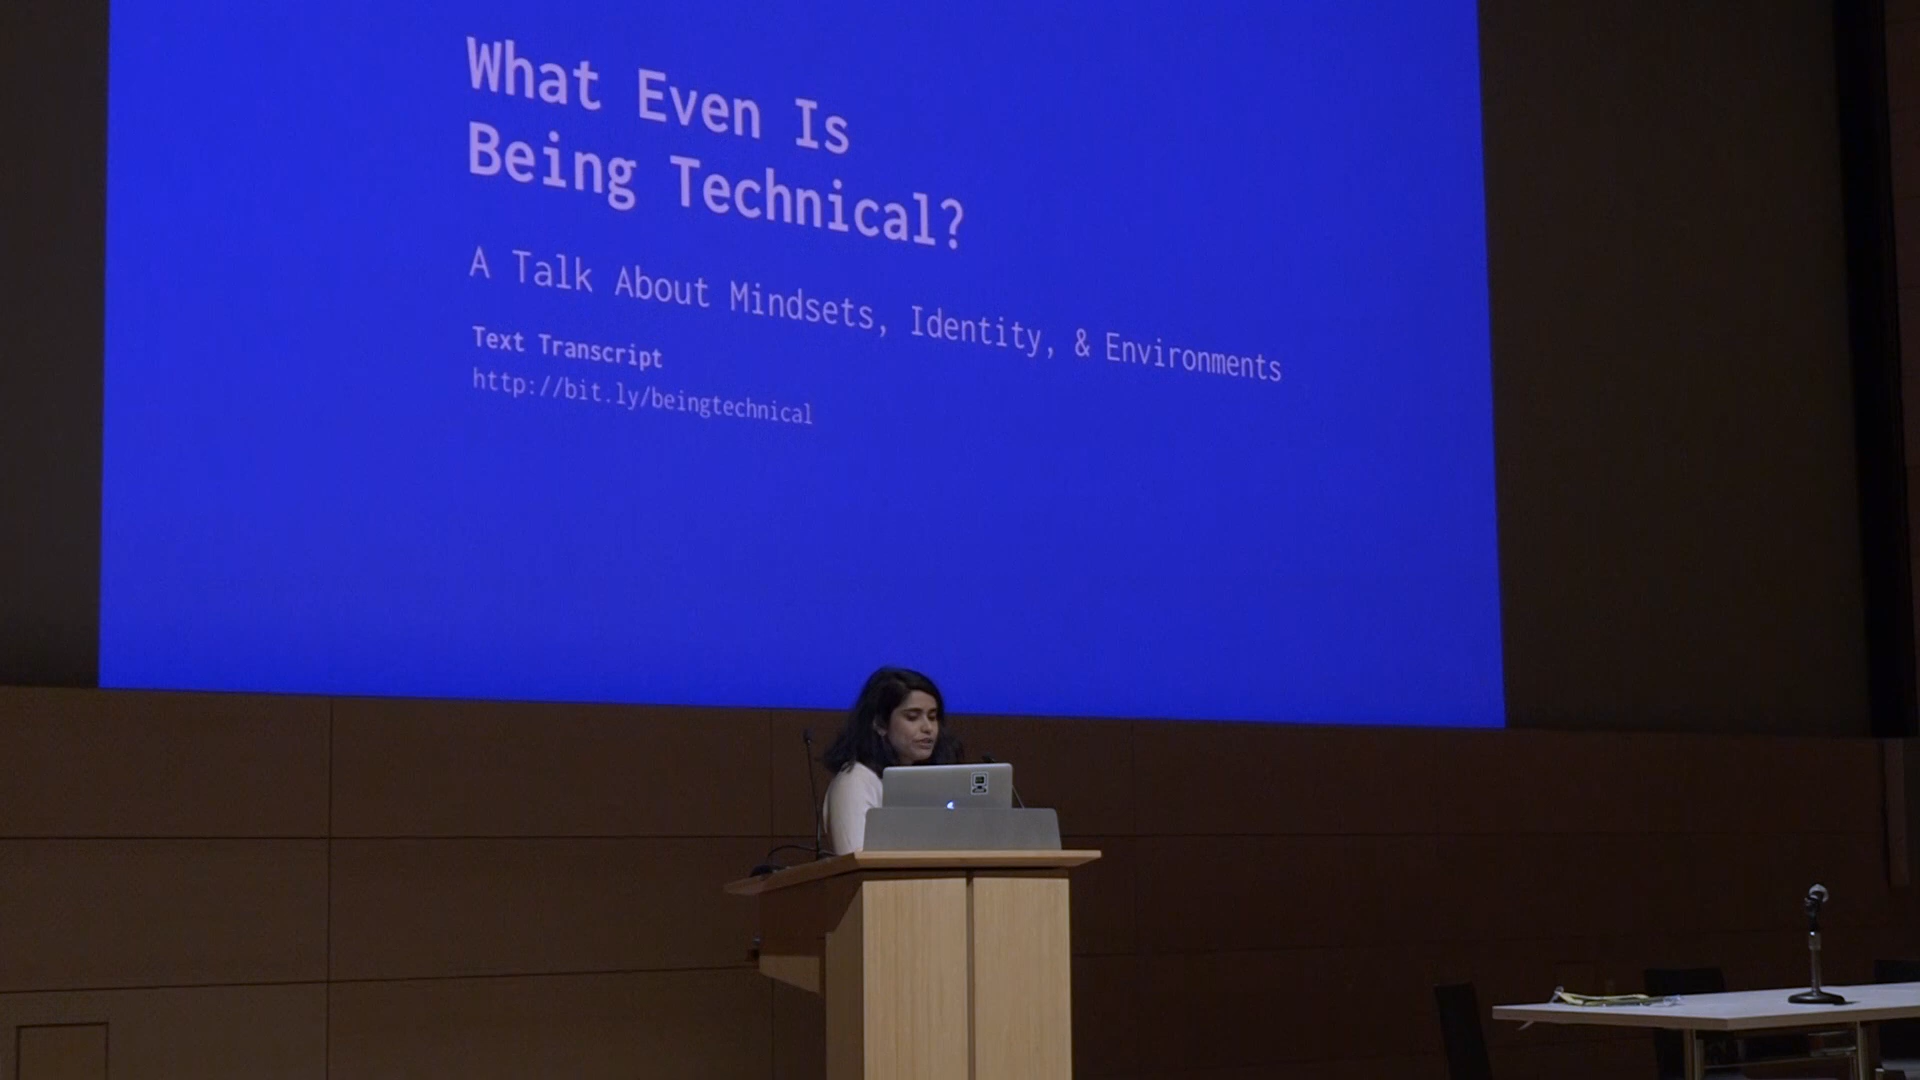 What Even Is
Being Technical?
A Talk About Mindsets, Identity, & Environments
Text Transcript
http://bit.ly/beingtechnical